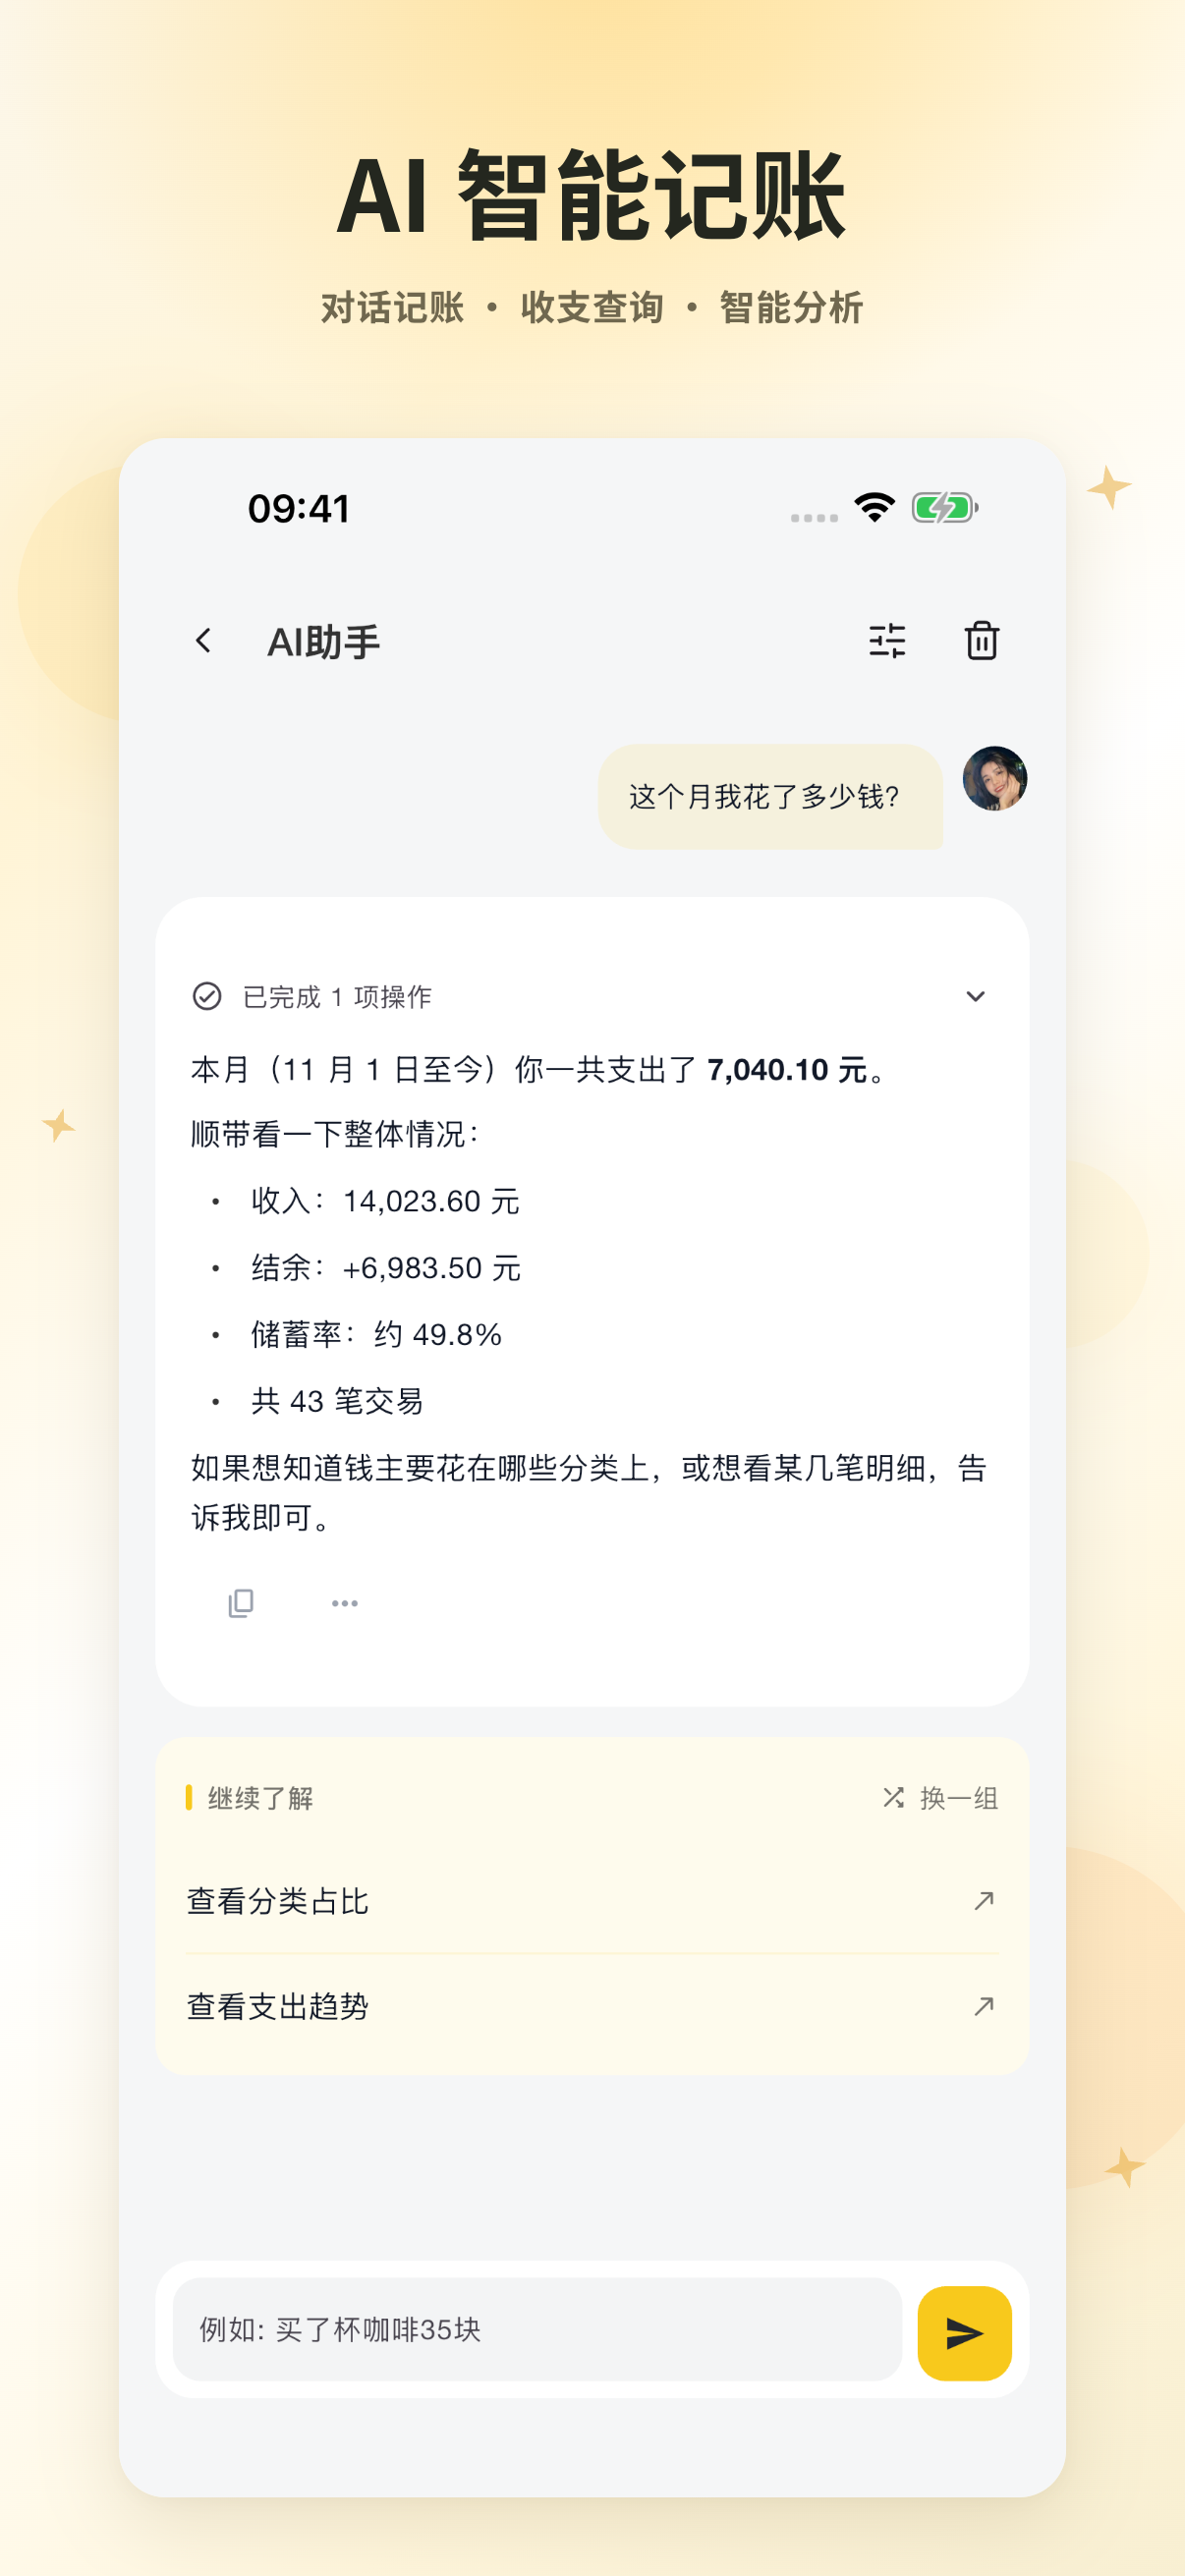 AI 智能记账
对话记账 • 收支查询 • 智能分析
09:41
AI助手
这个月我花了多少钱?
已完成 1 项操作
本月（11 月 1 日至今）你一共支出了 7,040.10 元。
顺带看一下整体情况：
• 收入：14,023.60 元
• 结余：+6,983.50 元
• 储蓄率：约 49.8%
• 共 43 笔交易
如果想知道钱主要花在哪些分类上，或想看某几笔明细，告
诉我即可。
继续了解
换一组
查看分类占比
查看支出趋势
例如: 买了杯咖啡35块